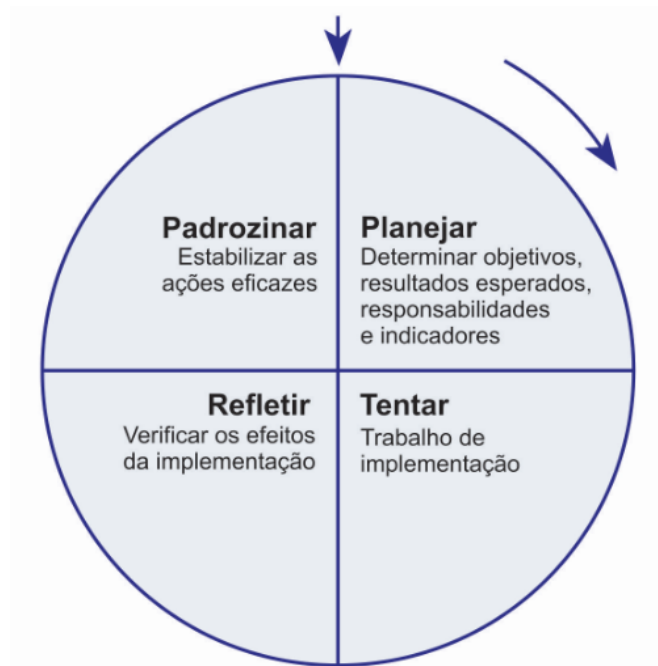 Padrozinar
Estabilizar as
ações eficazes
Planejar
Determinar objetivos,
resultados esperados,
responsabilidades
e indicadores
Refletir
Verificar os efeitos
da implementação
Tentar
Trabalho de
implementação